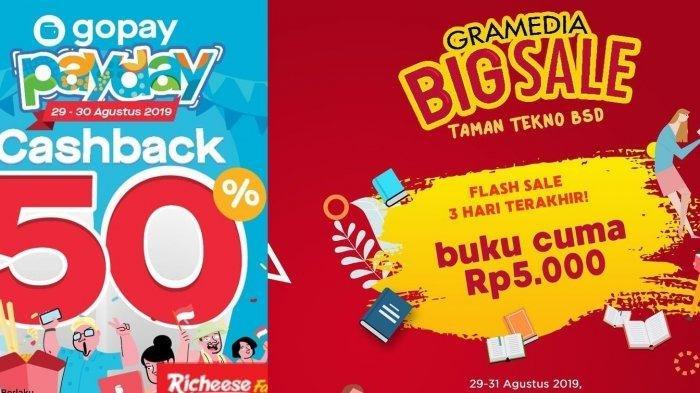 gopay
payday
29 - 30 Agustus 2019
Cashback
50%
Richeese
GRAMEDIA
BIG SALE
TAMAN TEKNO BSD
FLASH SALE
3 HARI TERAKHIR!
buku cuma
Rp5.000
29-31 Agustus 2019,